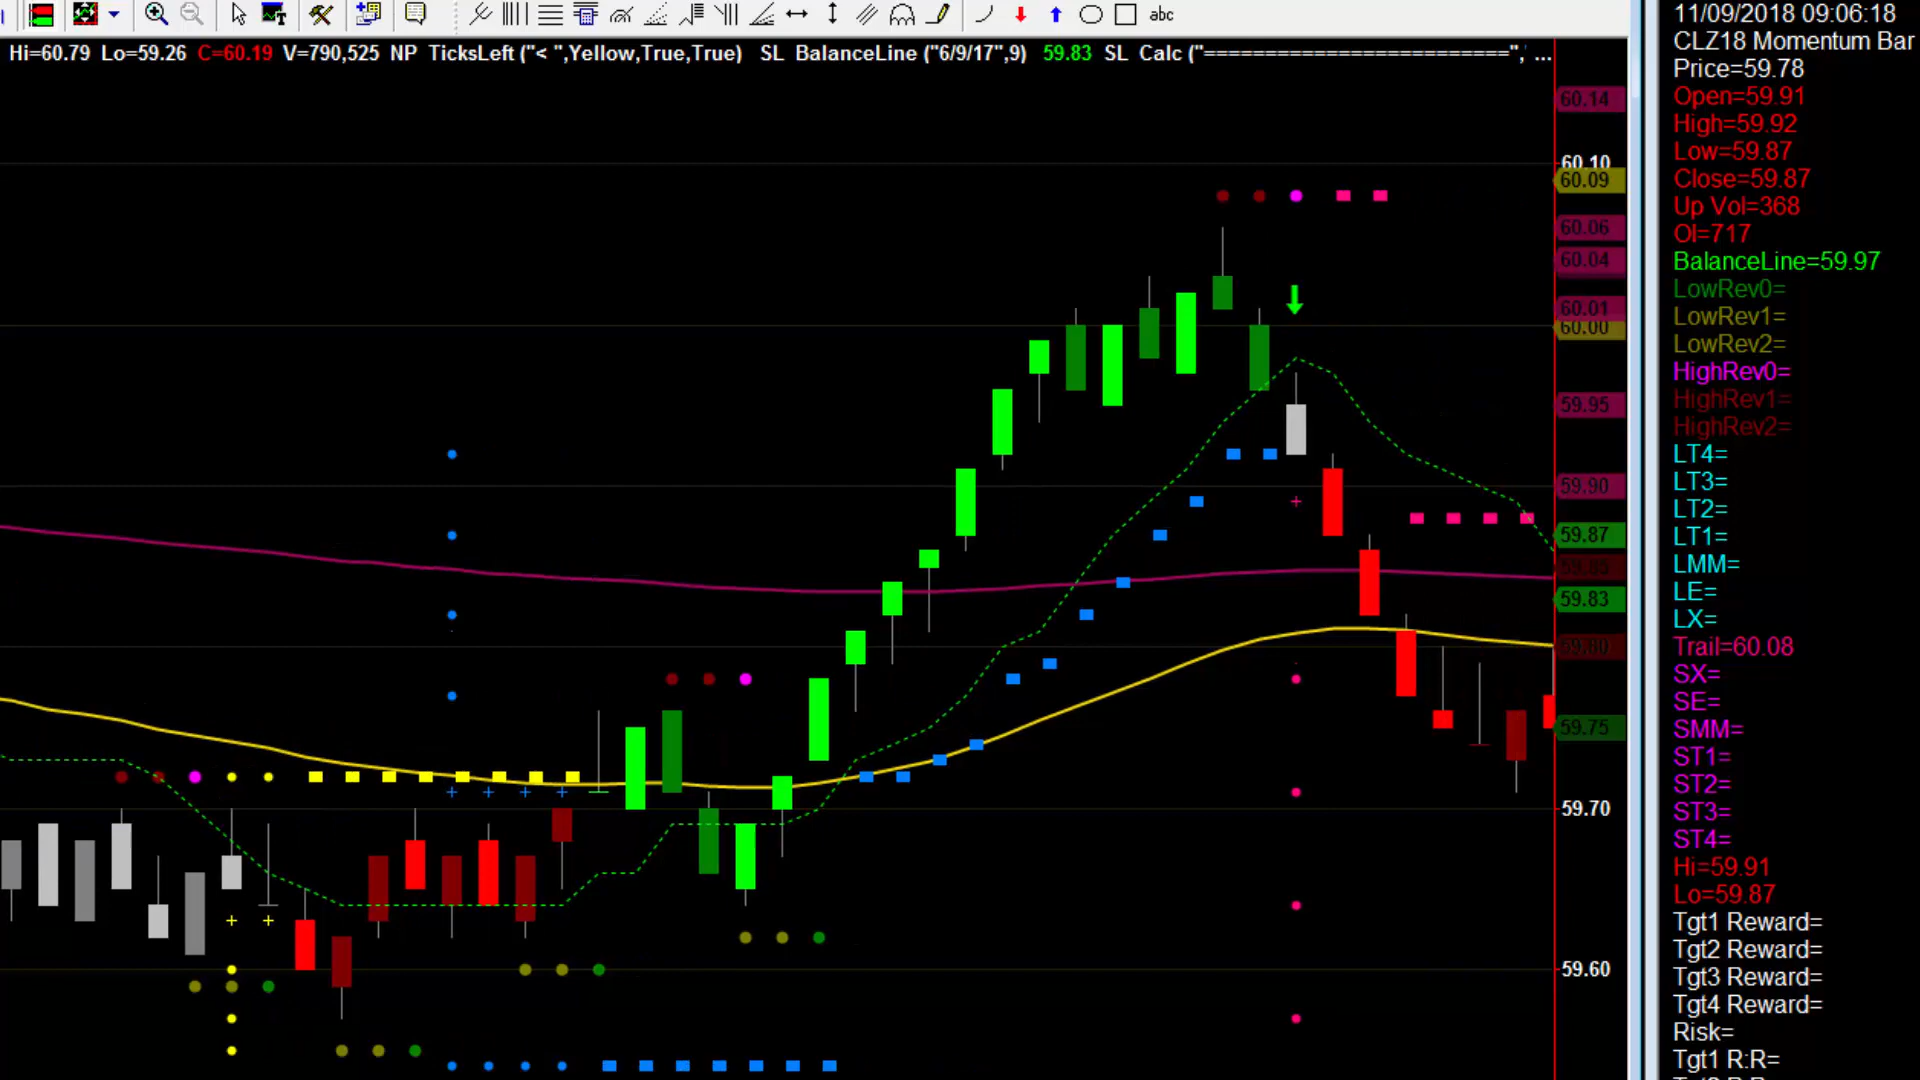 abc
Hi=60.79 Lo=59.26 C=60.19 V=790,525 NP TicksLeft ("< ",Yellow,True,True) SL BalanceLine ("6/9/17",9) 59.83 SL Calc ("===========================", ...
60.14
60.10
60.09
60.06
60.04
60.01
60.00
59.95
59.90
59.87
59.83
59.80
59.75
59.70
59.60
11/09/2018 09:06:18
CLZ18 Momentum Bar
Price=59.78
Open=59.91
High=59.92
Low=59.87
Close=59.87
Up Vol=368
OI=717
BalanceLine=59.97
LowRev0=
LowRev1=
LowRev2=
HighRev0=
HighRev1=
HighRev2=
LT4=
LT3=
LT2=
LT1=
LMM=
LE=
LX=
Trail=60.08
SX=
SE=
SMM=
ST1=
ST2=
ST3=
ST4=
Hi=59.91
Lo=59.87
Tgt1 Reward=
Tgt2 Reward=
Tgt3 Reward=
Tgt4 Reward=
Risk=
Tgt1 R:R=